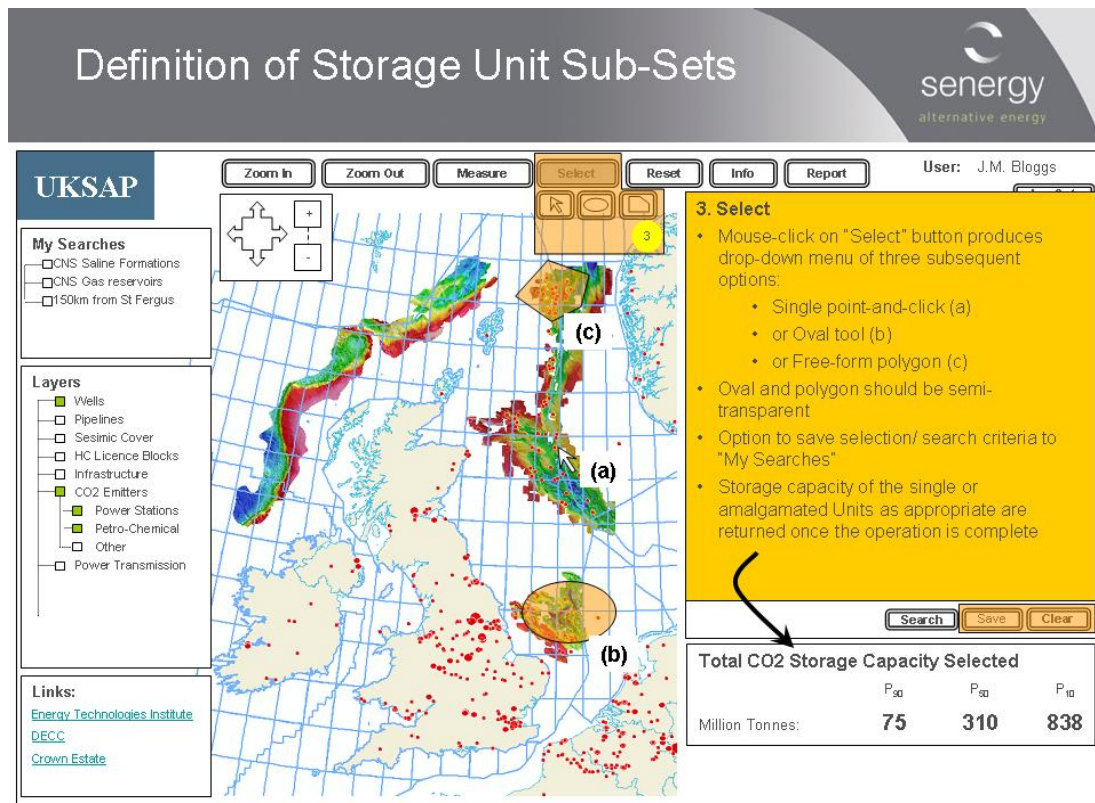 Definition of Storage Unit Sub-Sets
senergy
alternative energy
UKSAP
Zoom In
Zoom Out
Measure
Select
Reset
Info
Report
User: J.M. Bloggs
+
-
3
My Searches
CNS Saline Formations
CNS Gas reservoirs
150km from St Fergus
Layers
Wells
Pipelines
Sesimic Cover
HC Licence Blocks
Infrastructure
CO2 Emitters
Power Stations
Petro-Chemical
Other
Power Transmission
Links:
Energy Technologies Institute
DECC
Crown Estate
(c)
(a)
(b)
3. Select
• Mouse-click on "Select" button produces
drop-down menu of three subsequent
options:
• Single point-and-click (a)
• or Oval tool (b)
• or Free-form polygon (c)
• Oval and polygon should be semi-
transparent
• Option to save selection/ search criteria to
"My Searches"
• Storage capacity of the single or
amalgamated Units as appropriate are
returned once the operation is complete
Search
Save
Clear
Total CO2 Storage Capacity Selected
P90 P50 P10
Million Tonnes: 75 310 838